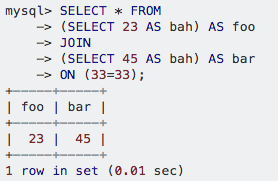 mysql> SELECT * FROM
    -> (SELECT 23 AS bah) AS foo
    -> JOIN
    -> (SELECT 45 AS bah) AS bar
    -> ON (33=33);
+-----+-----+
| foo | bar |
+-----+-----+
|  23 |  45 |
+-----+-----+
1 row in set (0.01 sec)